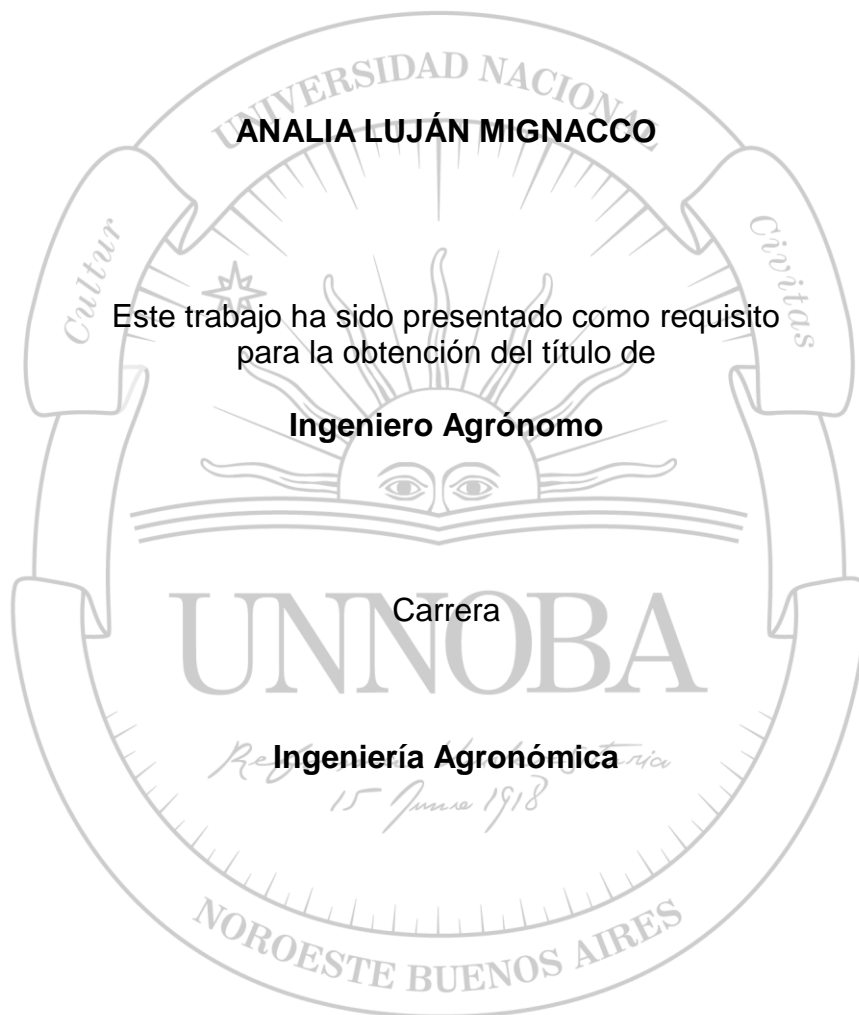 UNIVERSIDAD NACIONAL
ANALIA LUJÁN MIGNACCO
Cultur
Civitas
Este trabajo ha sido presentado como requisito
para la obtención del título de
Ingeniero Agrónomo
Carrera
UNNOBA
Ingeniería Agronómica
15 Junio 1918
NOROESTE BUENOS AIRES